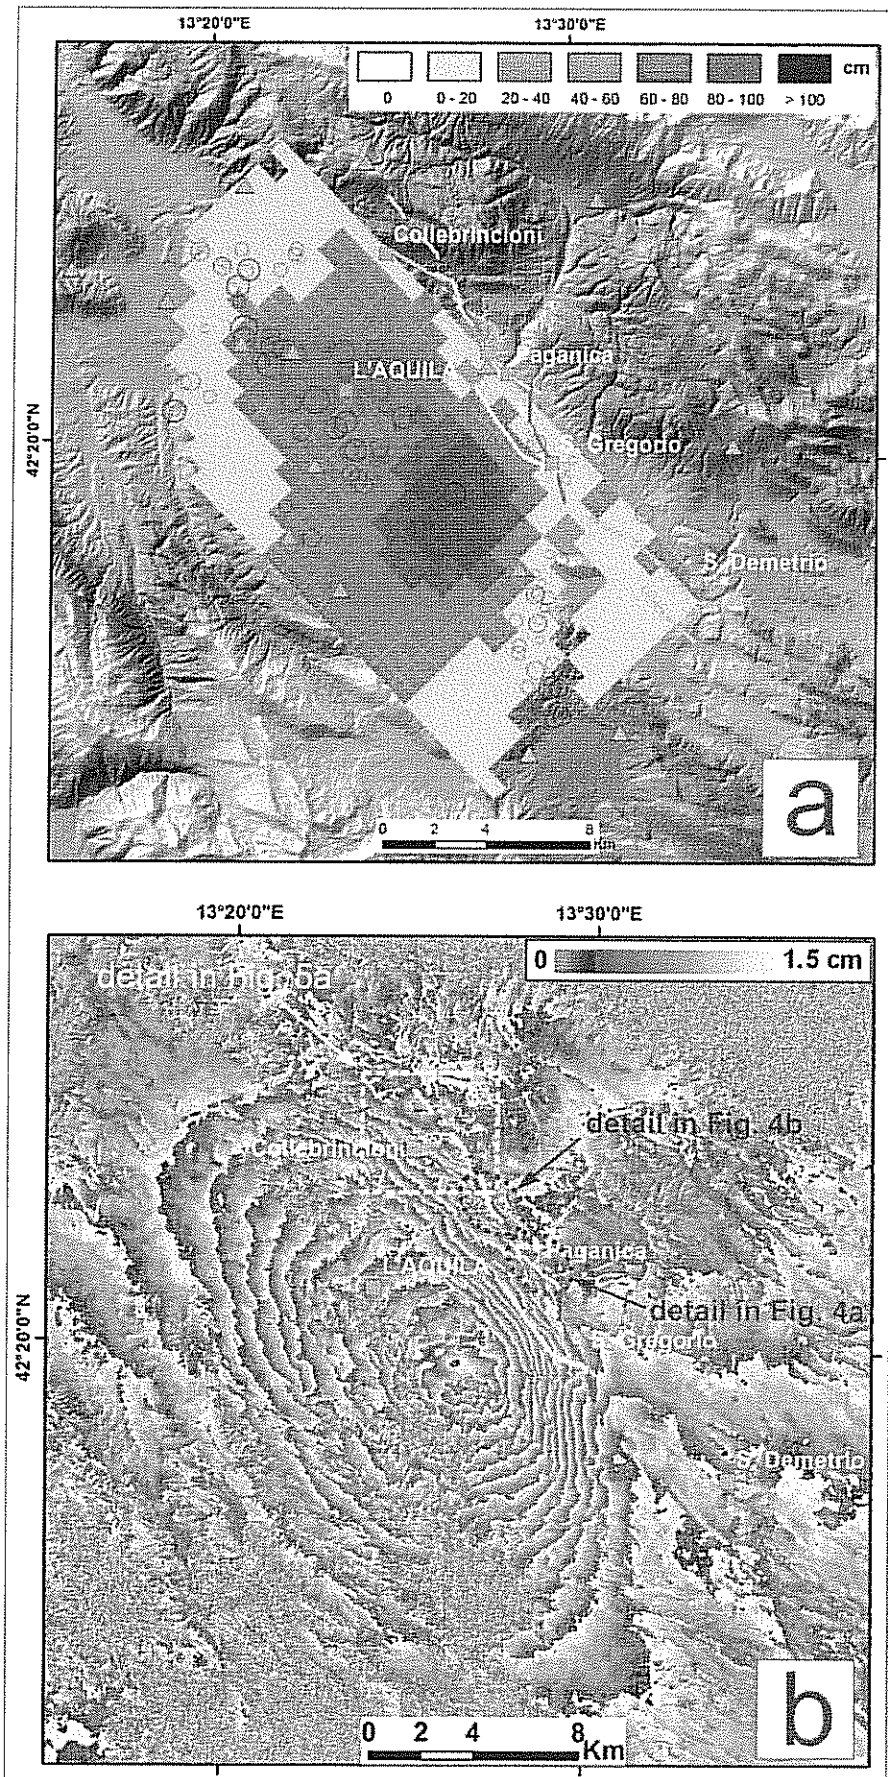 13°20'0"E 13°30'0"E
cm
0 0 - 20 20 - 40 40 - 60 60 - 80 80 - 100 > 100
Collebrincioni
L'AQUILA
Paganica
42°20'0"N
Gregorio
S. Demetrio
0 2 4 8
Km
a
13°20'0"E 13°30'0"E
0 1.5 cm
detail in Fig. 5a
detail in Fig. 4b
Collebrincioni
Paganica
L'AQUILA
detail in Fig. 4a
42°20'0"N
S. Gregorio
S. Demetrio
0 2 4 8
Km
b